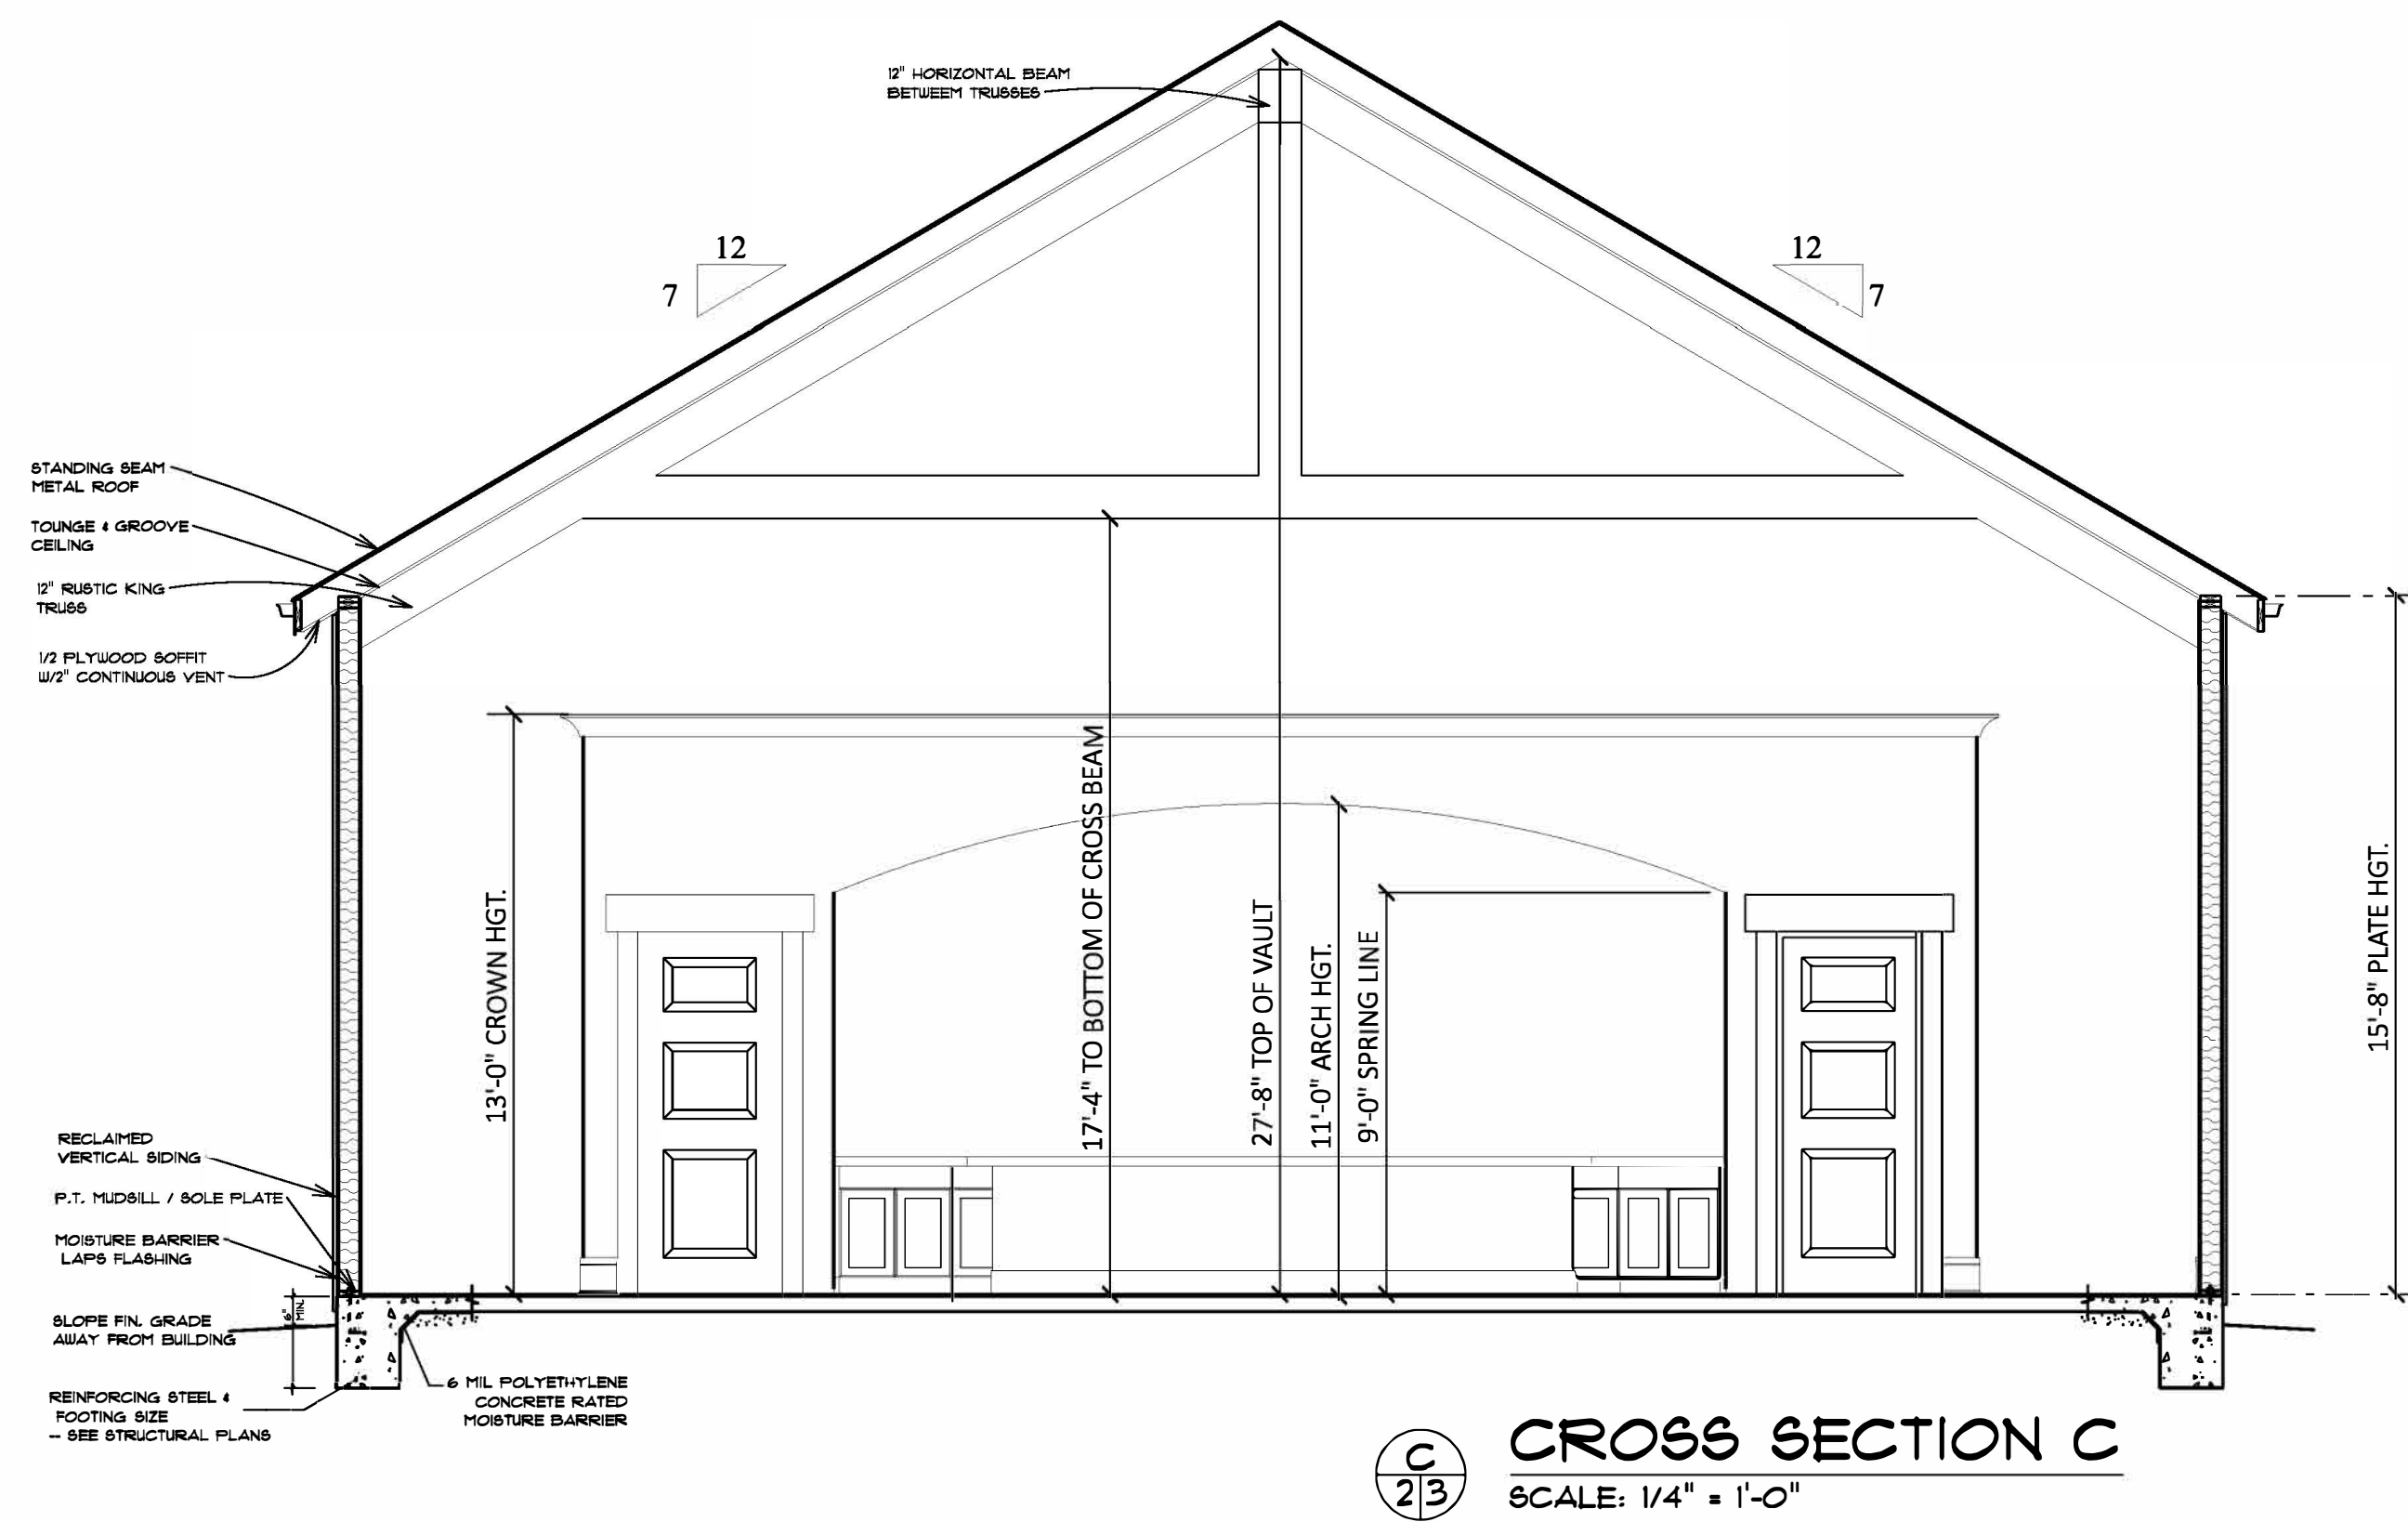 12" HORIZONTAL BEAM
BETWEEM TRUSSES
12
7
12
7
STANDING SEAM
METAL ROOF
TOUNGE & GROOVE
CEILING
12" RUSTIC KING
TRUSS
1/2 PLYWOOD SOFFIT
W/2" CONTINUOUS VENT
13'-0" CROWN HGT.
17'-4" TO BOTTOM OF CROSS BEAM
27'-8" TOP OF VAULT
11'-0" ARCH HGT.
9'-0" SPRING LINE
15'-8" PLATE HGT.
RECLAIMED
VERTICAL SIDING
P.T. MUDSILL / SOLE PLATE
MOISTURE BARRIER
LAPS FLASHING
6"
MIN.
SLOPE FIN. GRADE
AWAY FROM BUILDING
REINFORCING STEEL &
FOOTING SIZE
-- SEE STRUCTURAL PLANS
6 MIL POLYETHYLENE
CONCRETE RATED
MOISTURE BARRIER
C
23
CROSS SECTION C
SCALE: 1/4" = 1'-0"